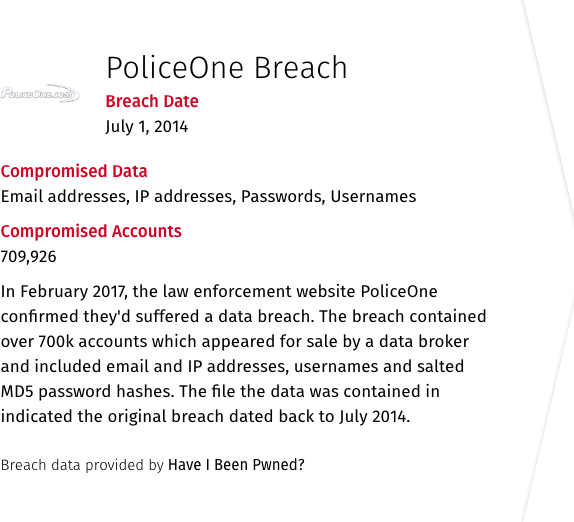 PoliceOne Breach
POLICEONE.COM
Breach Date
July 1, 2014
Compromised Data
Email addresses, IP addresses, Passwords, Usernames
Compromised Accounts
709,926
In February 2017, the law enforcement website PoliceOne
confirmed they'd suffered a data breach. The breach contained
over 700k accounts which appeared for sale by a data broker
and included email and IP addresses, usernames and salted
MD5 password hashes. The file the data was contained in
indicated the original breach dated back to July 2014.
Breach data provided by Have I Been Pwned?